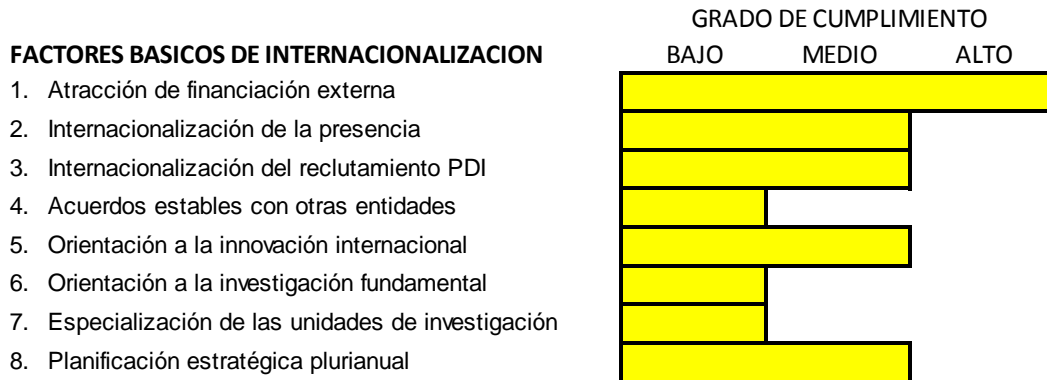 GRADO DE CUMPLIMIENTO
FACTORES BASICOS DE INTERNACIONALIZACION BAJO MEDIO ALTO
1. Atracción de financiación externa
2. Internacionalización de la presencia
3. Internacionalización del reclutamiento PDI
4. Acuerdos estables con otras entidades
5. Orientación a la innovación internacional
6. Orientación a la investigación fundamental
7. Especialización de las unidades de investigación
8. Planificación estratégica plurianual